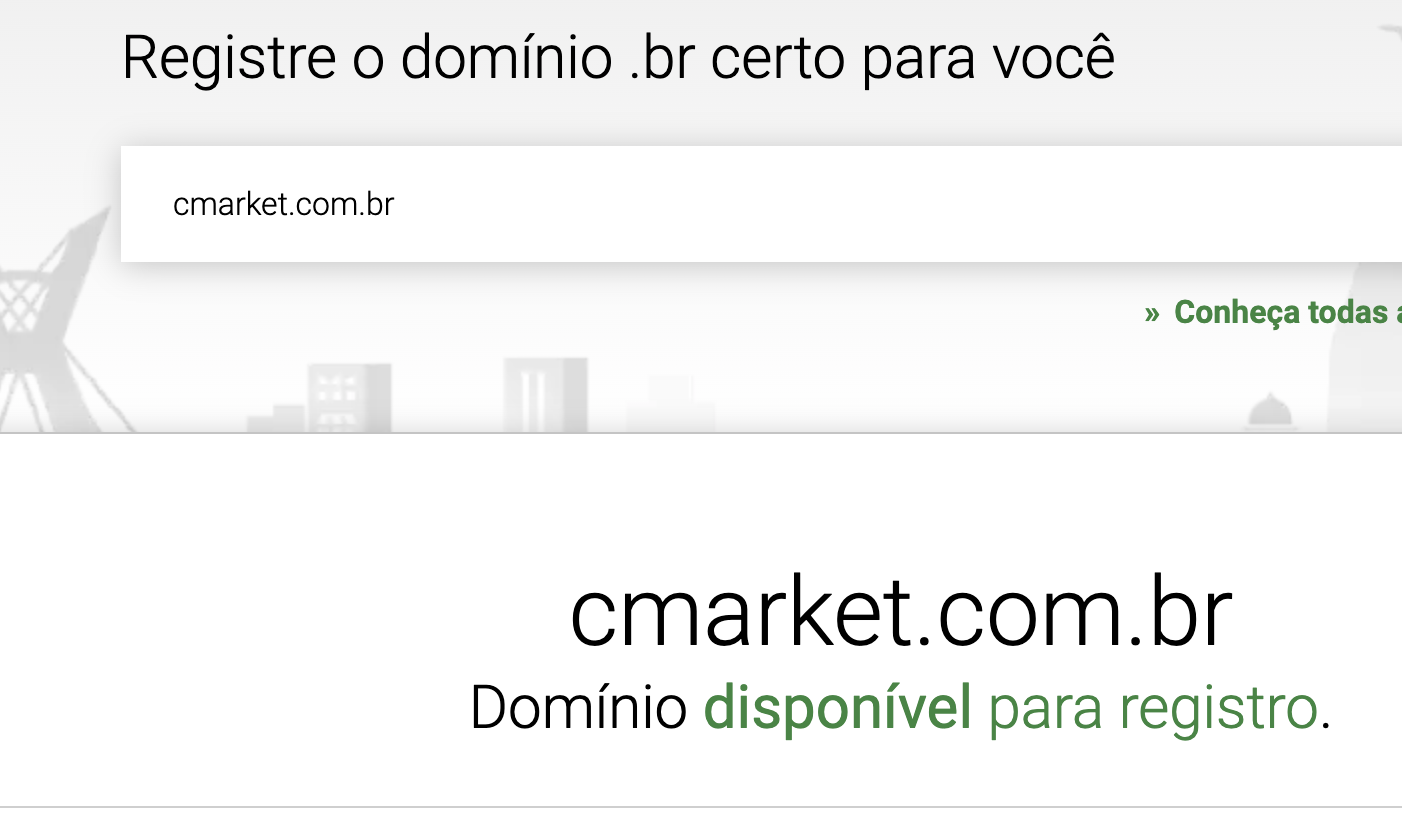 Registre o domínio .br certo para você
cmarket.com.br
» Conheça todas
cmarket.com.br
Domínio disponível para registro.